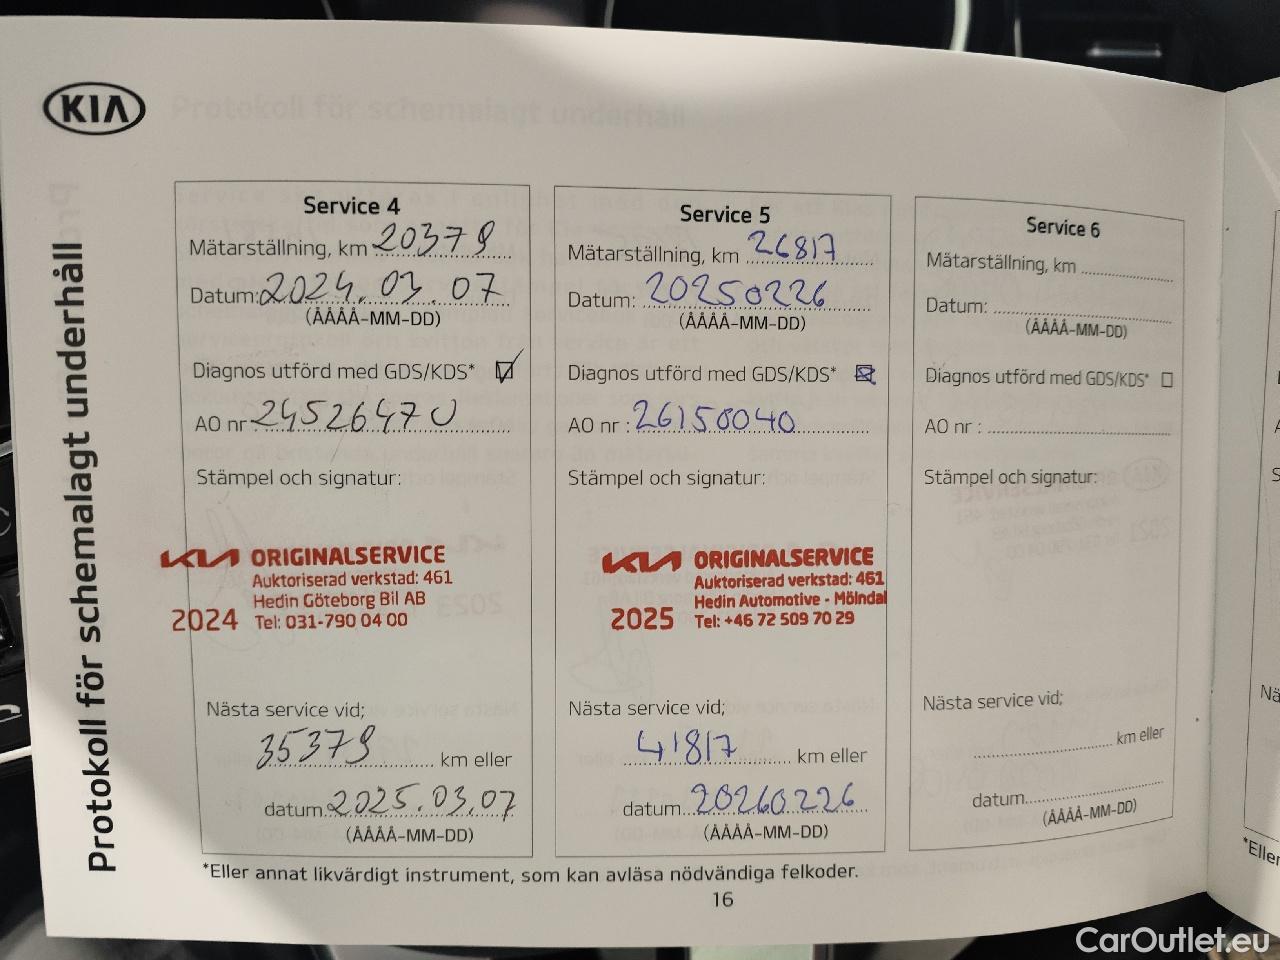 KIA
Protokoll för schemalagt underhåll
Service 4
Mätarställning, km 20379
Datum: 2024.03.07
(ÅÅÅÅ-MM-DD)
Diagnos utförd med GDS/KDS*
AO nr 24526470
Stämpel och signatur:
KIA ORIGINALSERVICE
Auktoriserad verkstad: 461
Hedin Göteborg Bil AB
2024 Tel: 031-790 04 00
Nästa service vid;
35379 km eller
datum 2025.03.07
(ÅÅÅÅ-MM-DD)
Service 5
Mätarställning, km 26817
Datum: 20250226
(ÅÅÅÅ-MM-DD)
Diagnos utförd med GDS/KDS*
AO nr : 26150040
Stämpel och signatur:
KIA ORIGINALSERVICE
Auktoriserad verkstad: 461
Hedin Automotive - Mölndal
2025 Tel: +46 72 509 70 29
Nästa service vid;
41817 km eller
datum 20260226
(ÅÅÅÅ-MM-DD)
Service 6
Mätarställning, km
Datum:
(ÅÅÅÅ-MM-DD)
Diagnos utförd med GDS/KDS*
AO nr :
Stämpel och signatur:
Nästa service vid;
km eller
datum
(ÅÅÅÅ-MM-DD)
*Eller annat likvärdigt instrument, som kan avläsa nödvändiga felkoder.
16
*Eller
CarOutlet.eu